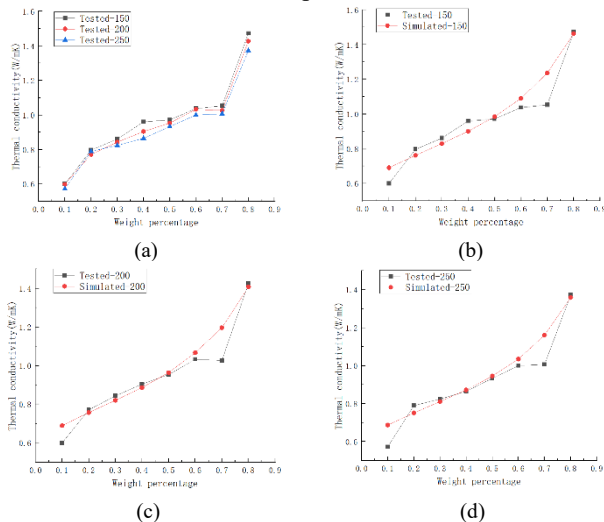 Tested-150
Tested 200
Tested-250
Thermal conductivity(W/mK)
1.6
1.4
1.2
1.0
0.8
0.6
0.0 0.1 0.2 0.3 0.4 0.5 0.6 0.7 0.8 0.9
Weight percentage
(a)
Tested 150
Simulated-150
Thermal conductivity(W/mK)
1.6
1.4
1.2
1.0
0.8
0.6
0.0 0.1 0.2 0.3 0.4 0.5 0.6 0.7 0.8 0.9
Weight percentage
(b)
Tested-200
Simulated 200
Thermal conductivity(W/mK)
1.4
1.2
1.0
0.8
0.6
0.0 0.1 0.2 0.3 0.4 0.5 0.6 0.7 0.8 0.9
Weight percentage
(c)
Tested-250
Simulated-250
Thermal conductivity(W/mK)
1.4
1.2
1.0
0.8
0.6
0.0 0.1 0.2 0.3 0.4 0.5 0.6 0.7 0.8 0.9
Weight percentage
(d)